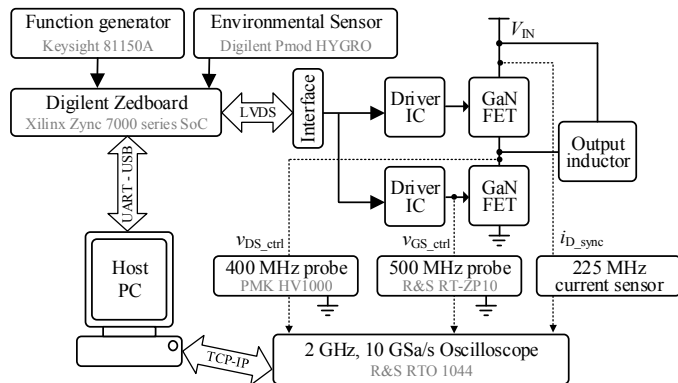 Function generator
Keysight 81150A
Environmental Sensor
Digilent Pmod HYGRO
V_IN
Digilent Zedboard
Xilinx Zync 7000 series SoC
LVDS
Interface
Driver
IC
GaN
FET
Output
inductor
Driver
IC
GaN
FET
UART - USB
v_DS_ctrl
v_GS_ctrl
i_D_sync
Host
PC
400 MHz probe
PMK HV1000
500 MHz probe
R&S RT-ZP10
225 MHz
current sensor
TCP-IP
2 GHz, 10 GSa/s Oscilloscope
R&S RTO 1044